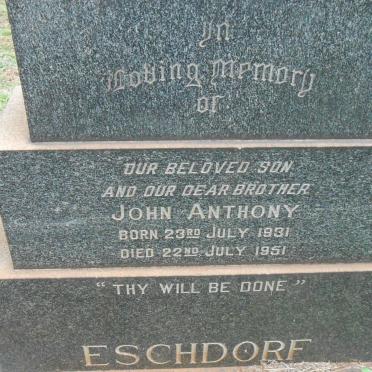 In
Loving Memory
of
OUR BELOVED SON
AND OUR DEAR BROTHER
JOHN ANTHONY
BORN 23RD JULY 1931
DIED 22ND JULY 1951
"THY WILL BE DONE"
ESCHDORF